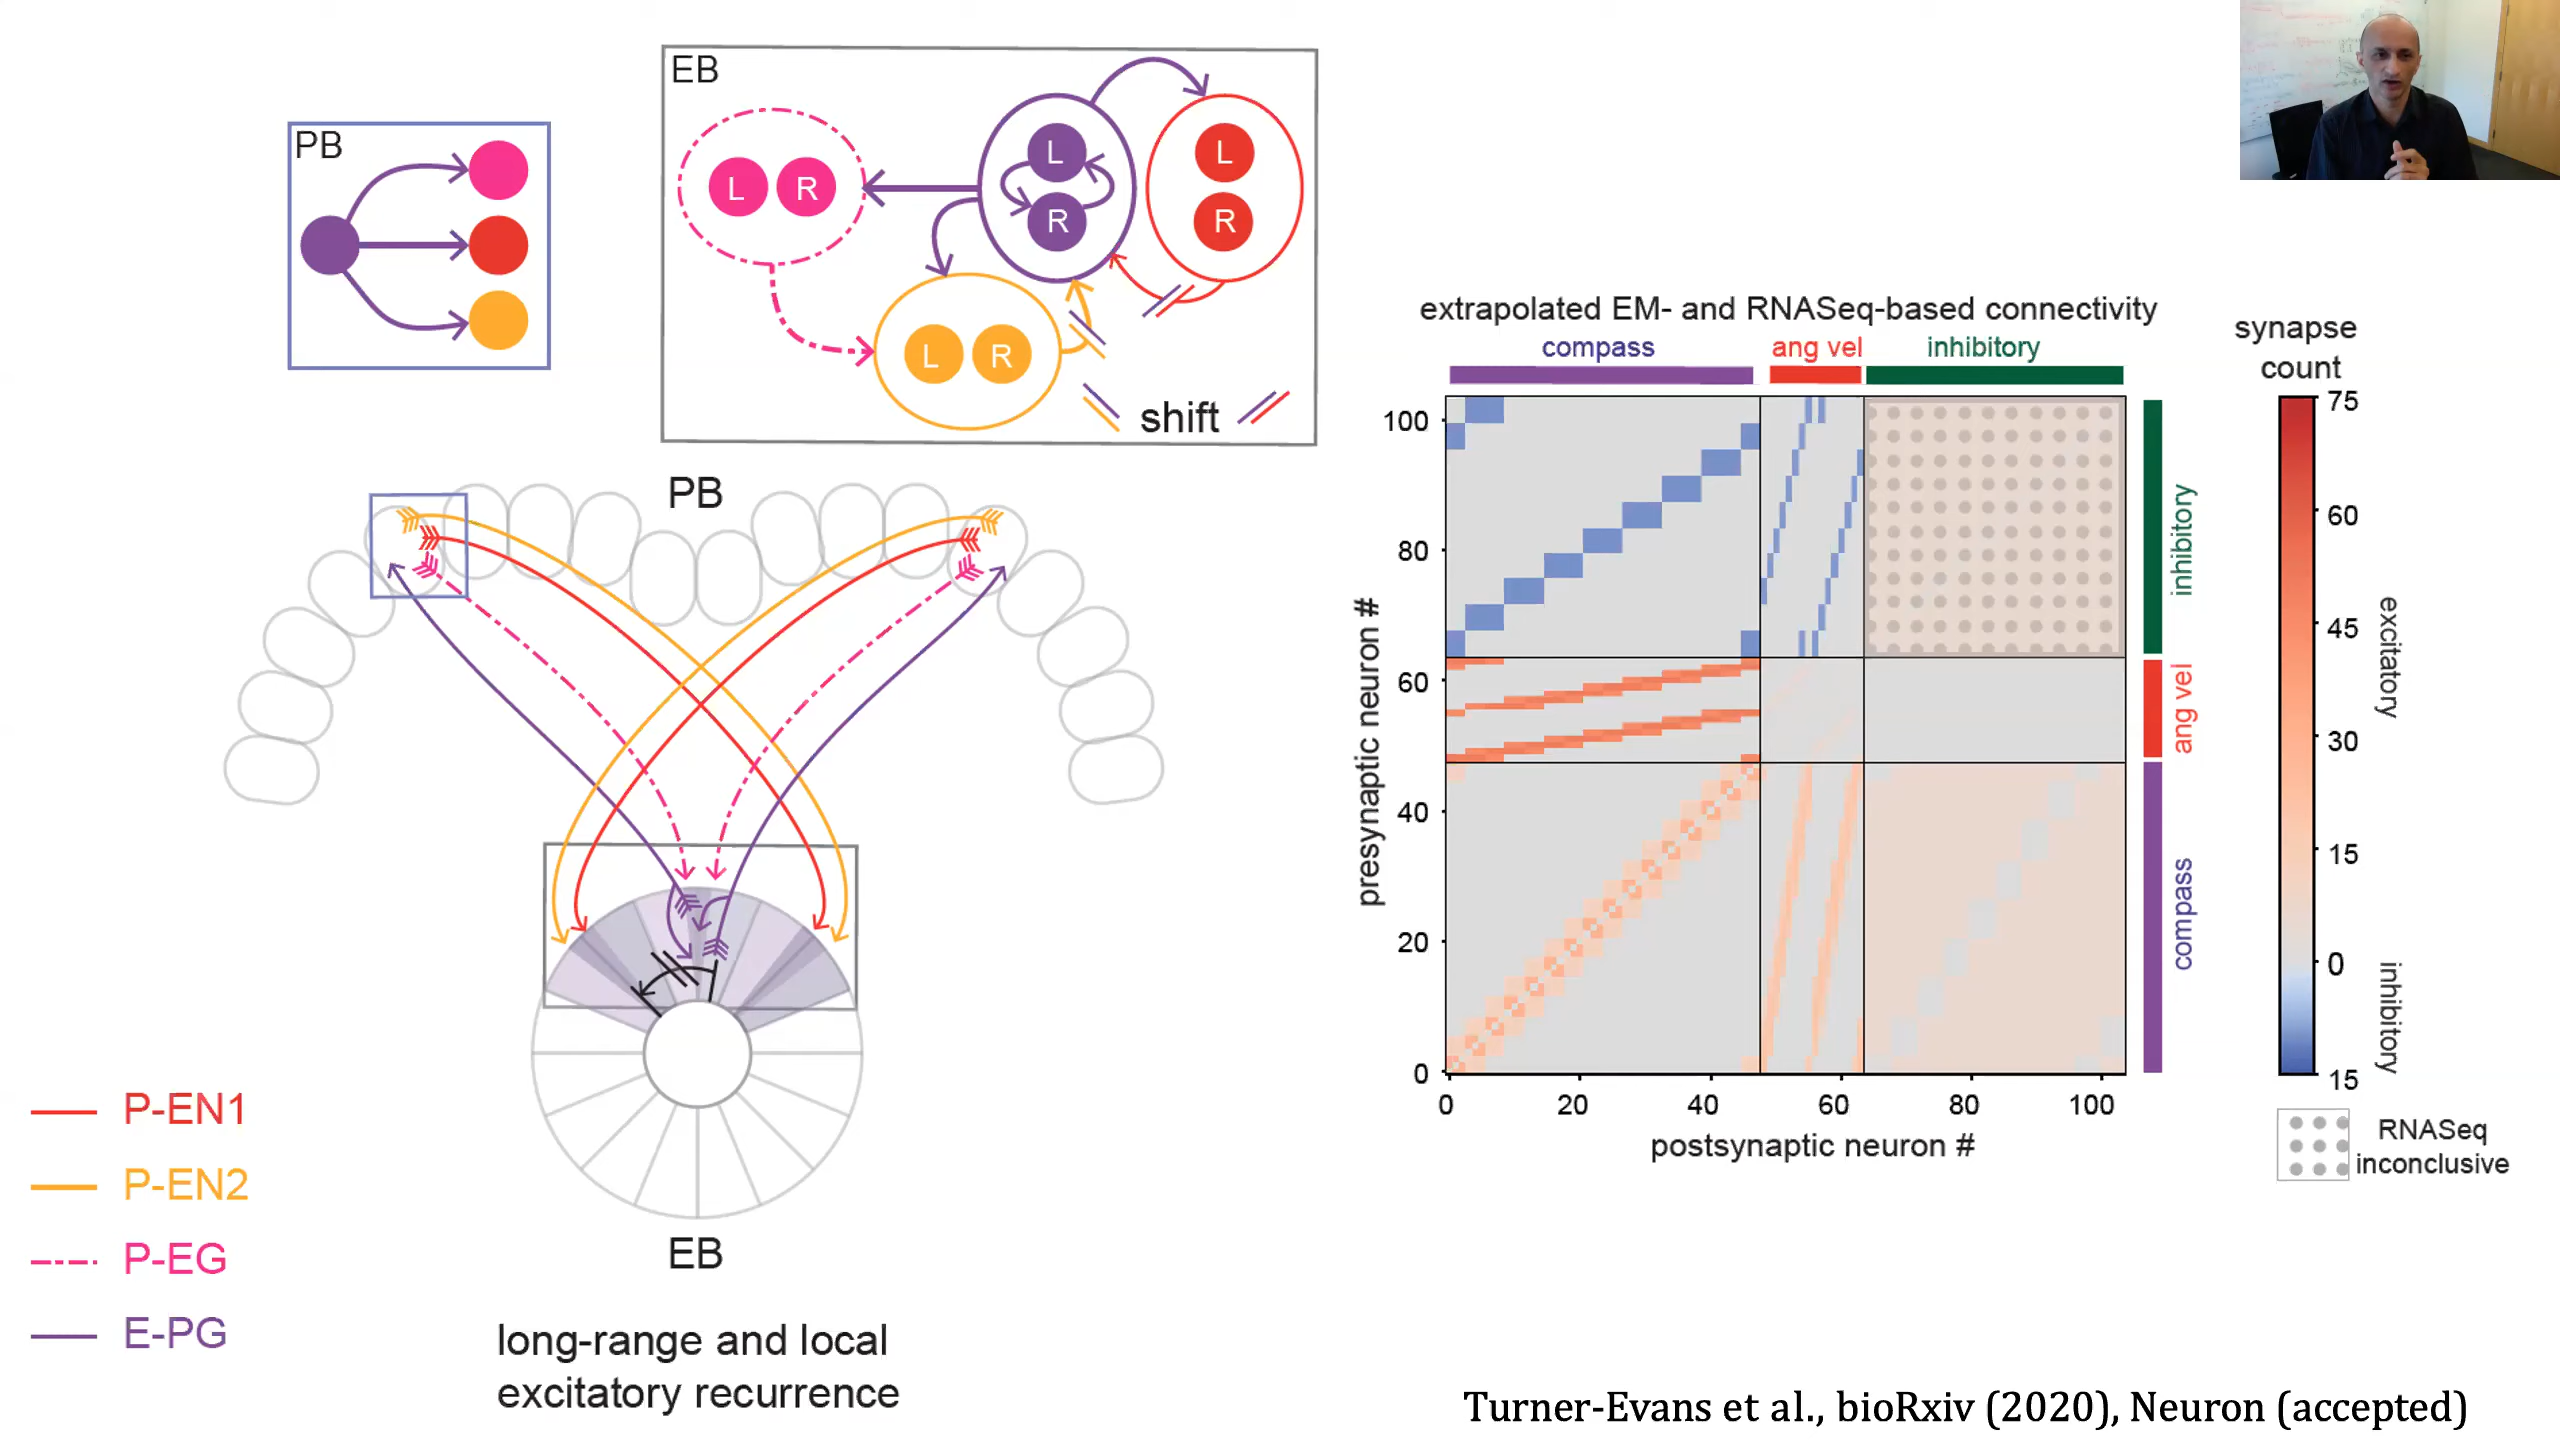 PB
EB
L
R
L
R
L
R
L
R
shift
PB
EB
P-EN1
P-EN2
P-EG
E-PG
long-range and local
excitatory recurrence
extrapolated EM- and RNASeq-based connectivity
compass ang vel inhibitory
100
80
60
40
20
0
presynaptic neuron #
0 20 40 60 80 100
postsynaptic neuron #
inhibitory
ang vel
compass
synapse
count
75
60
45
30
15
0
15
excitatory
inhibitory
RNASeq
inconclusive
Turner-Evans et al., bioRxiv (2020), Neuron (accepted)